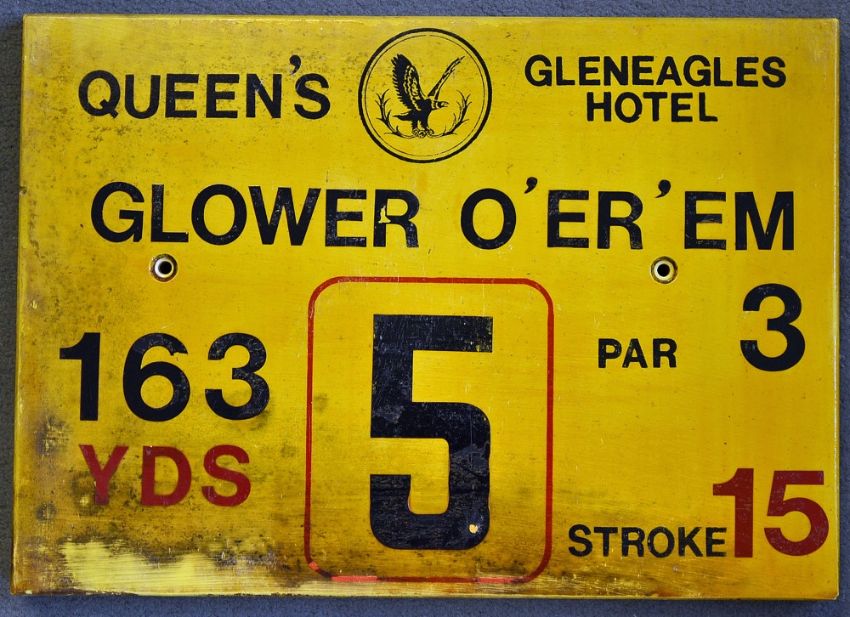 QUEEN'S
GLENEAGLES
HOTEL
GLOWER O'ER 'EM
163
YDS
5
PAR 3
STROKE 15